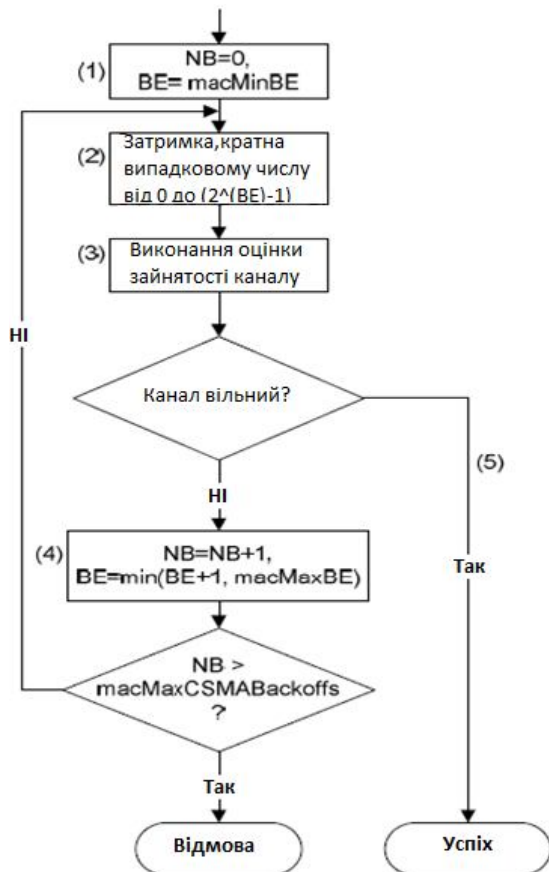 (1)
NB=0,
BE= macMinBE
(2)
Затримка,кратна
випадковому числу
від 0 до (2^(BE)-1)
(3)
Виконання оцінки
зайнятості каналу
НІ
Канал вільний?
(5)
НІ
Так
(4)
NB=NB+1,
BE=min(BE+1, macMaxBE)
NB >
macMaxCSMABackoffs
?
Так
Відмова
Успіх